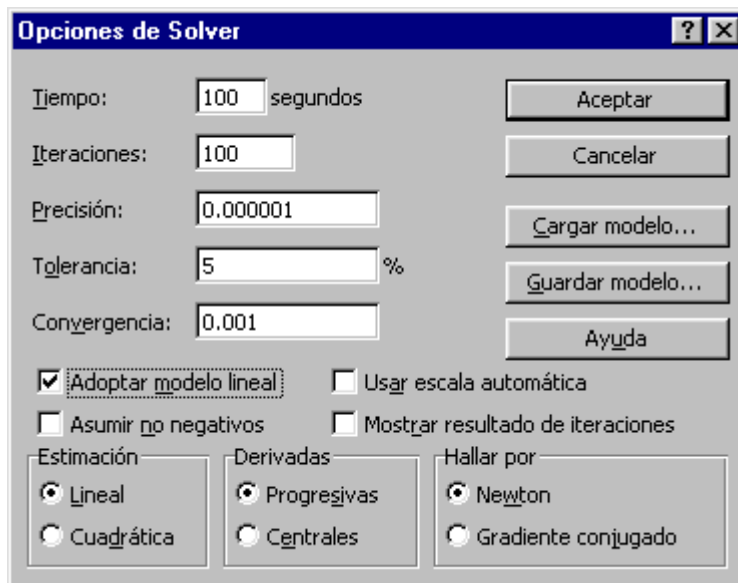 Opciones de Solver
Tiempo: 100 segundos
Aceptar
Iteraciones: 100
Cancelar
Precisión: 0.000001
Cargar modelo...
Tolerancia: 5 %
Guardar modelo...
Convergencia: 0.001
Ayuda
Adoptar modelo lineal
Usar escala automática
Asumir no negativos
Mostrar resultado de iteraciones
Estimación
Lineal
Cuadrática
Derivadas
Progresivas
Centrales
Hallar por
Newton
Gradiente conjugado